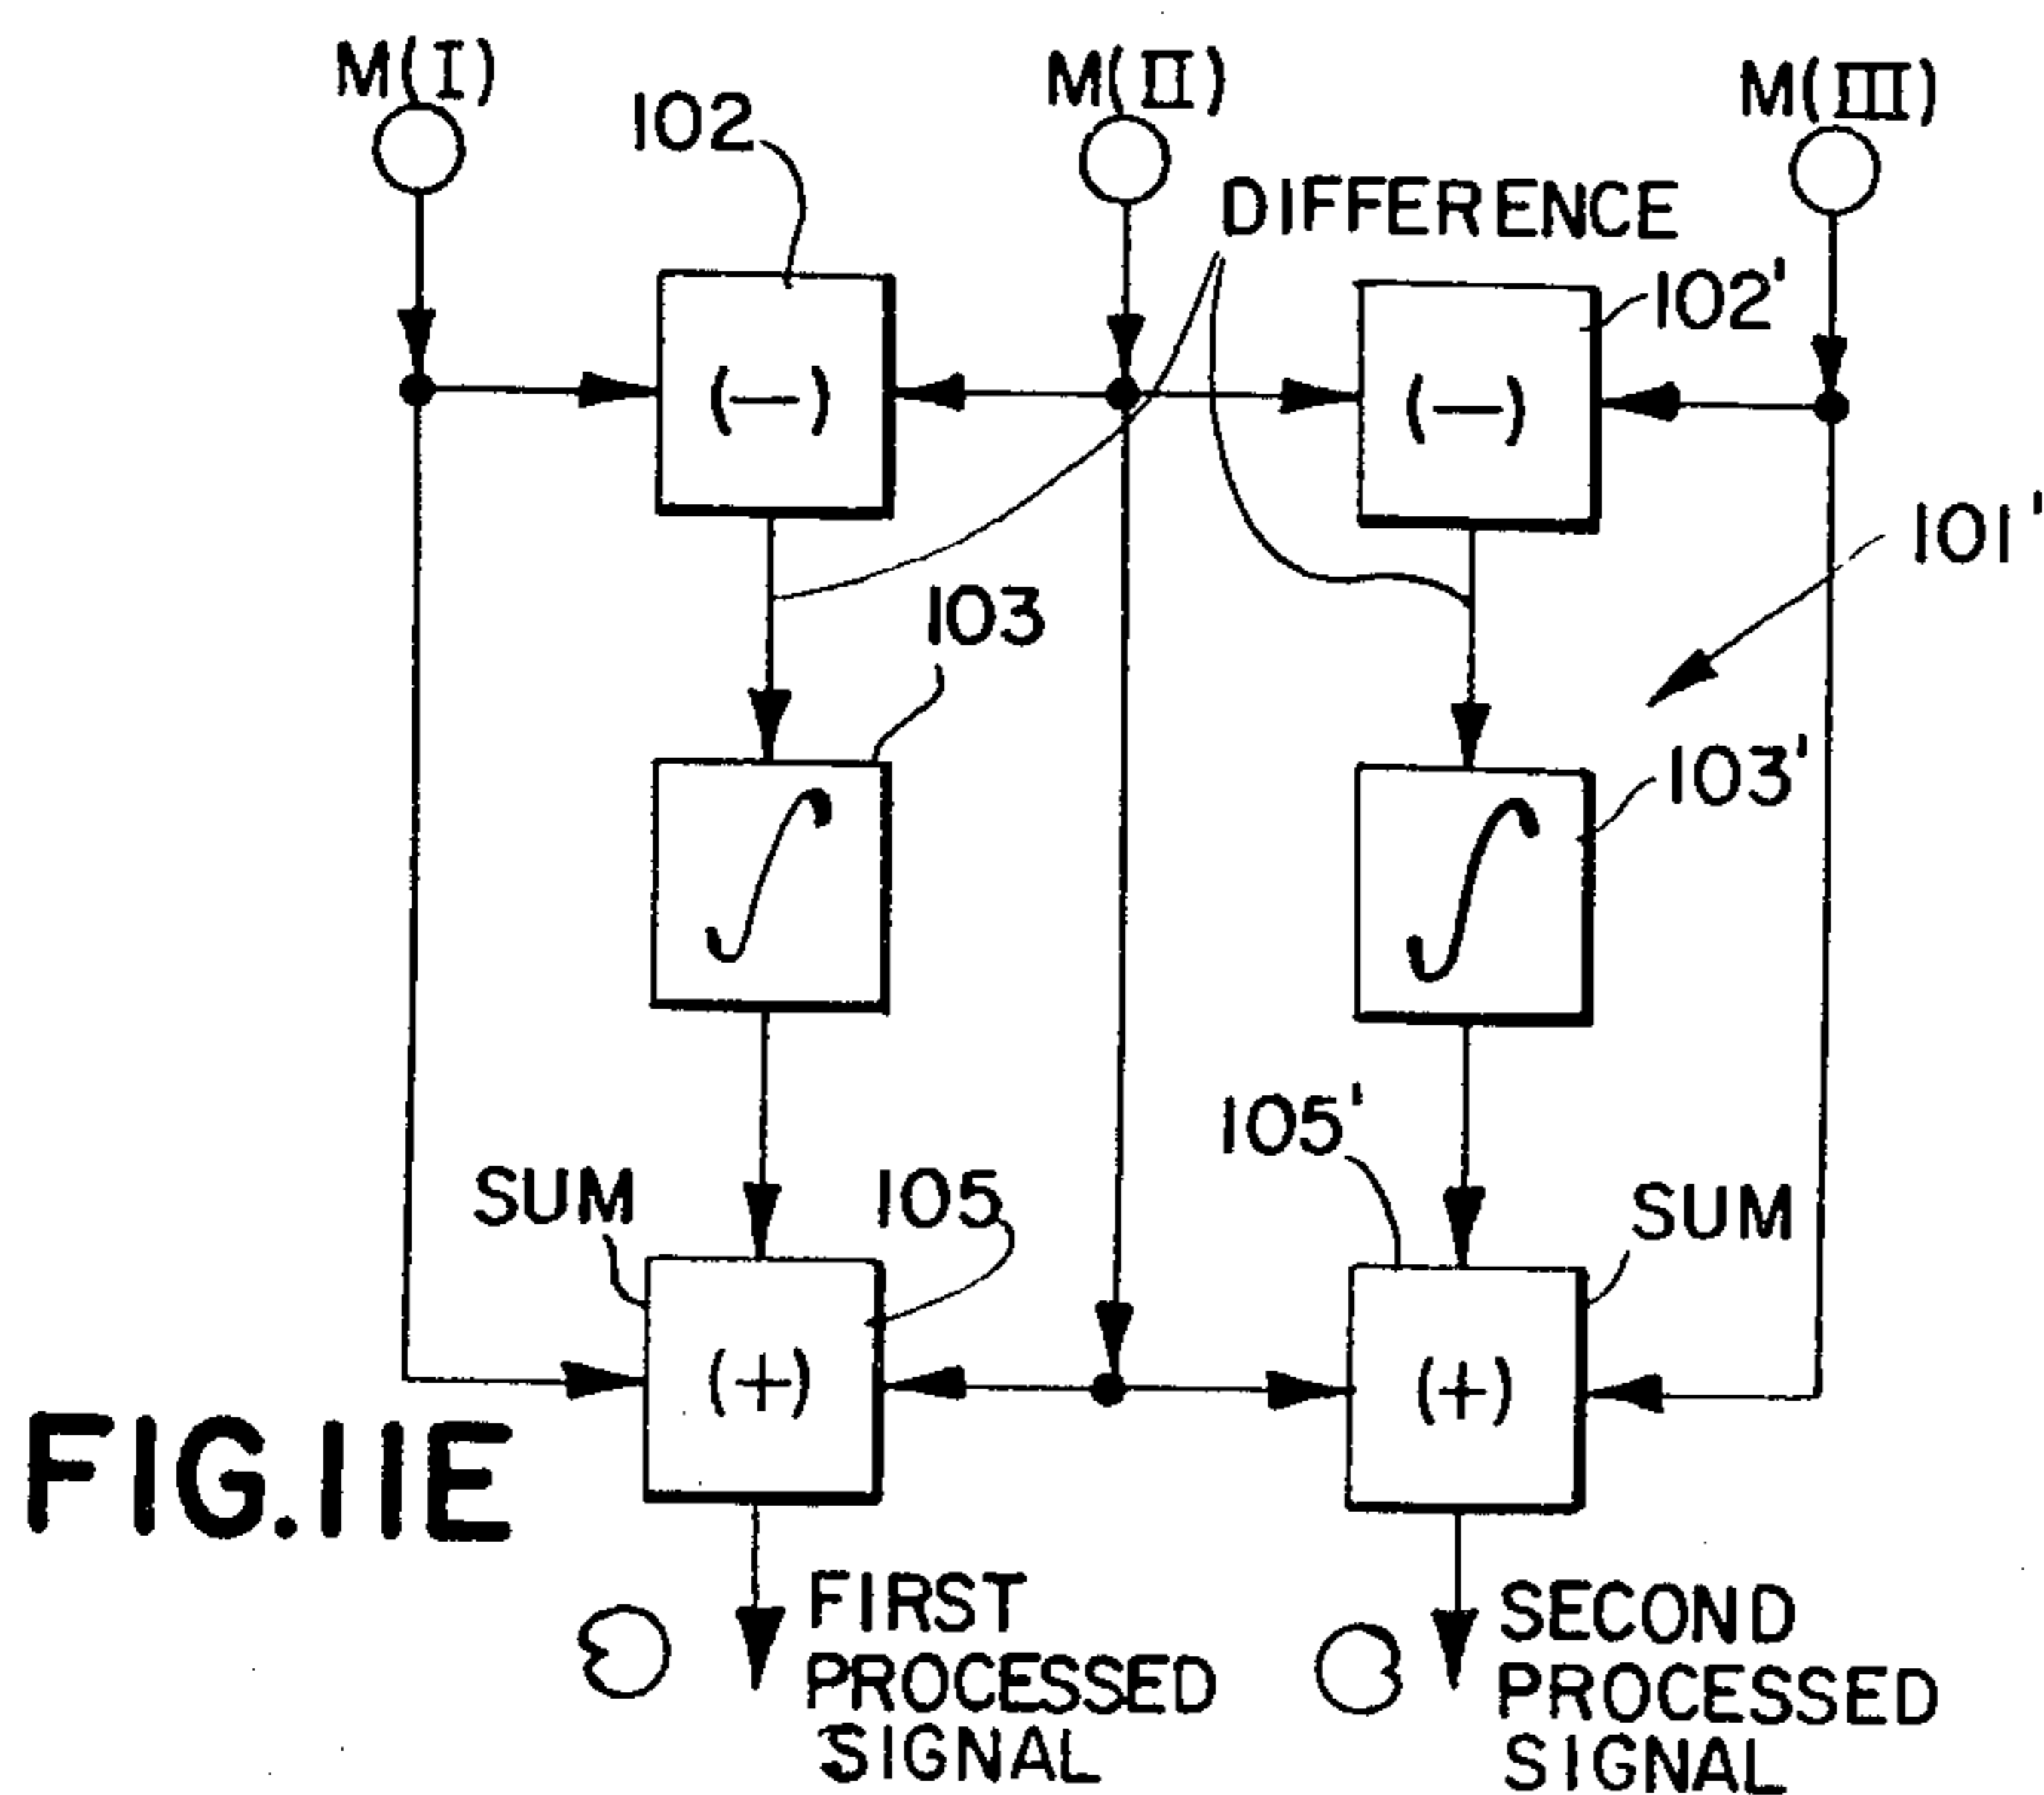 M(I)
M(II)
M(III)
102
DIFFERENCE
(—)
(—)
102'
101'
103
∫
∫
103'
105'
SUM
105
SUM
(+)
(+)
FIG. 11E
FIRST
PROCESSED
SIGNAL
SECOND
PROCESSED
SIGNAL